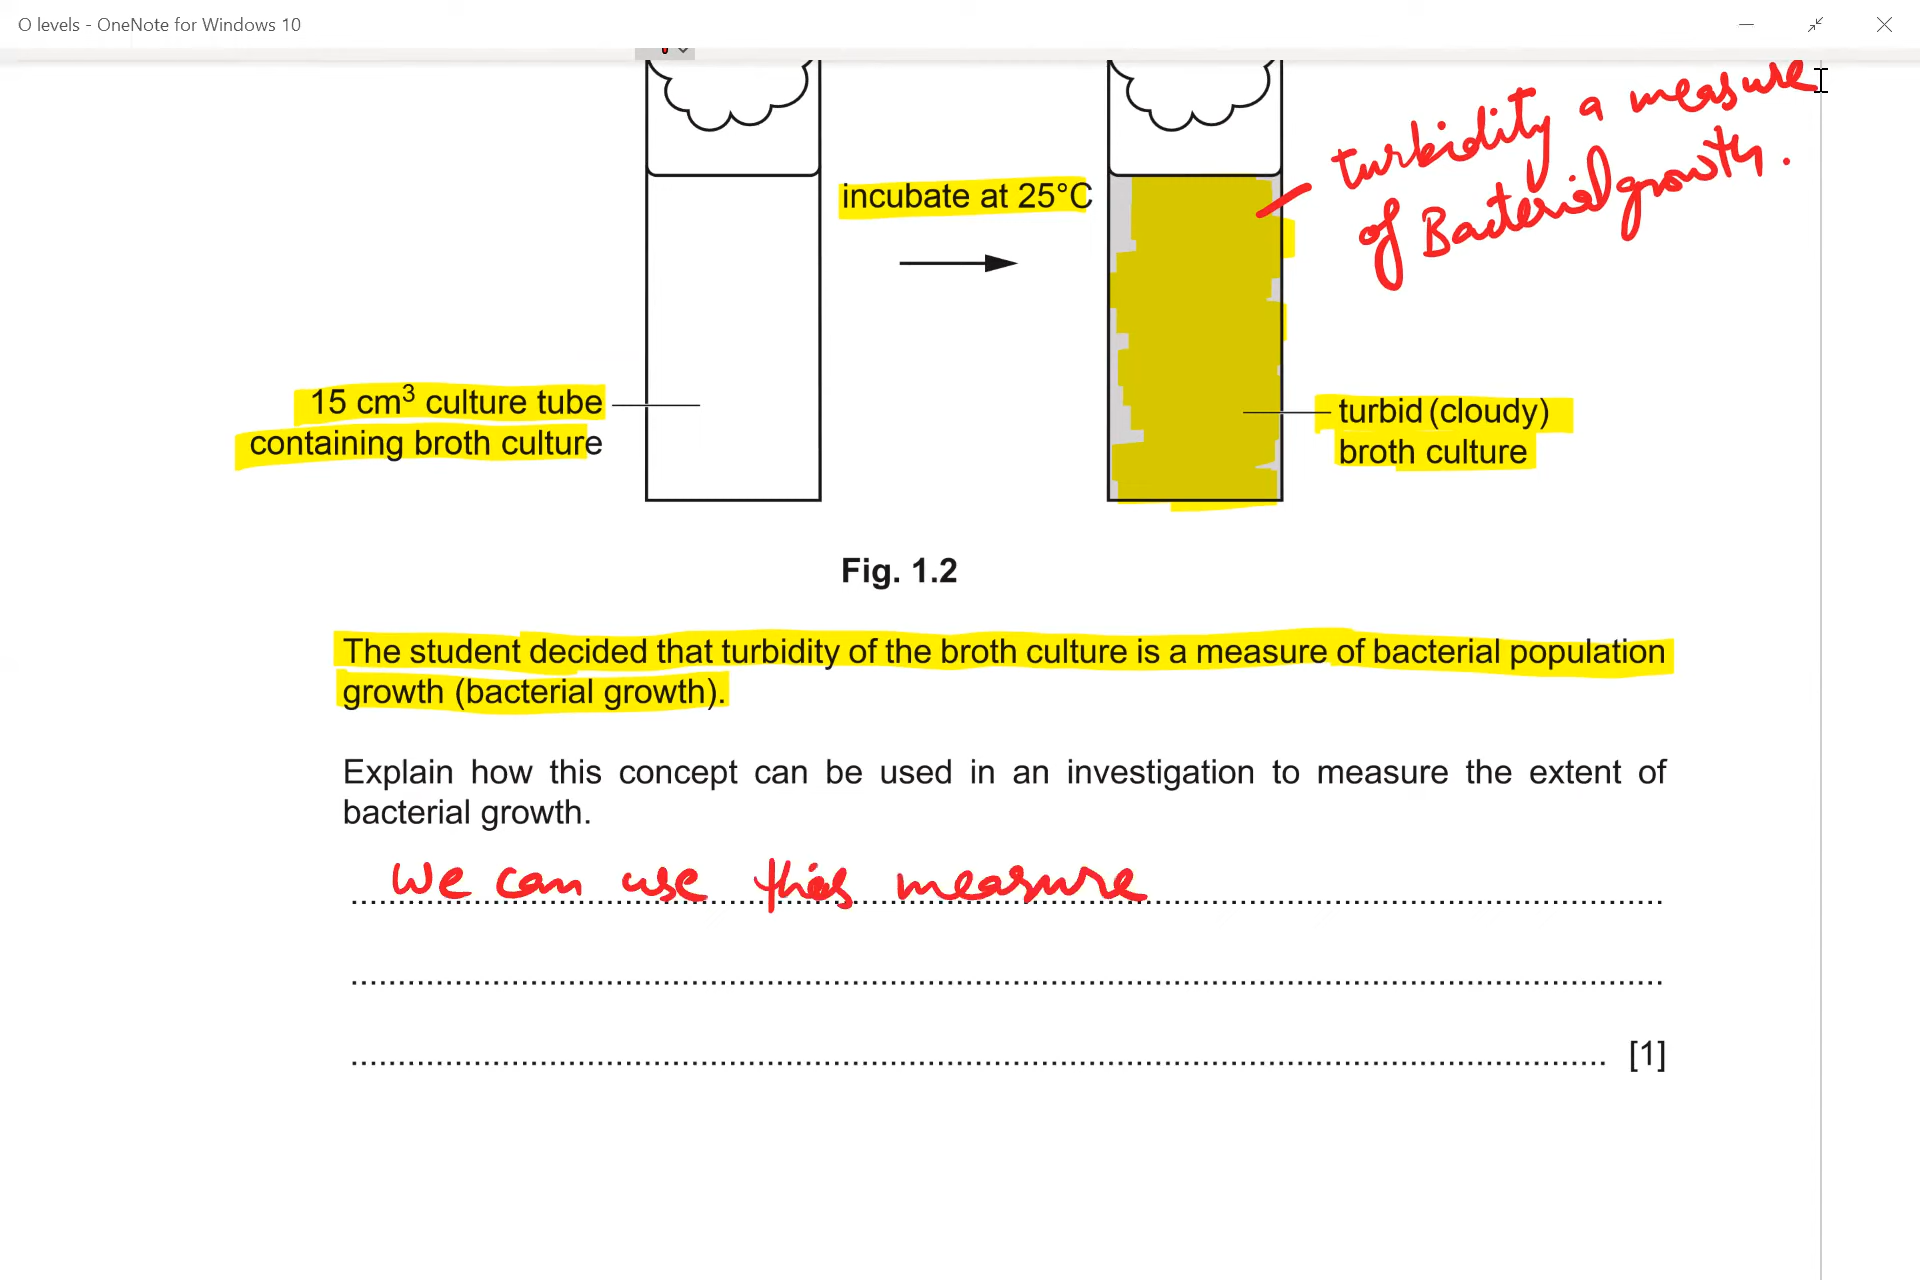 O levels - OneNote for Windows 10
turbidity a measure
of Bacterial growth.
incubate at 25°C
15 cm³ culture tube
containing broth culture
turbid (cloudy)
broth culture
Fig. 1.2
The student decided that turbidity of the broth culture is a measure of bacterial population
growth (bacterial growth).
Explain how this concept can be used in an investigation to measure the extent of
bacterial growth.
We can use this measure
[1]